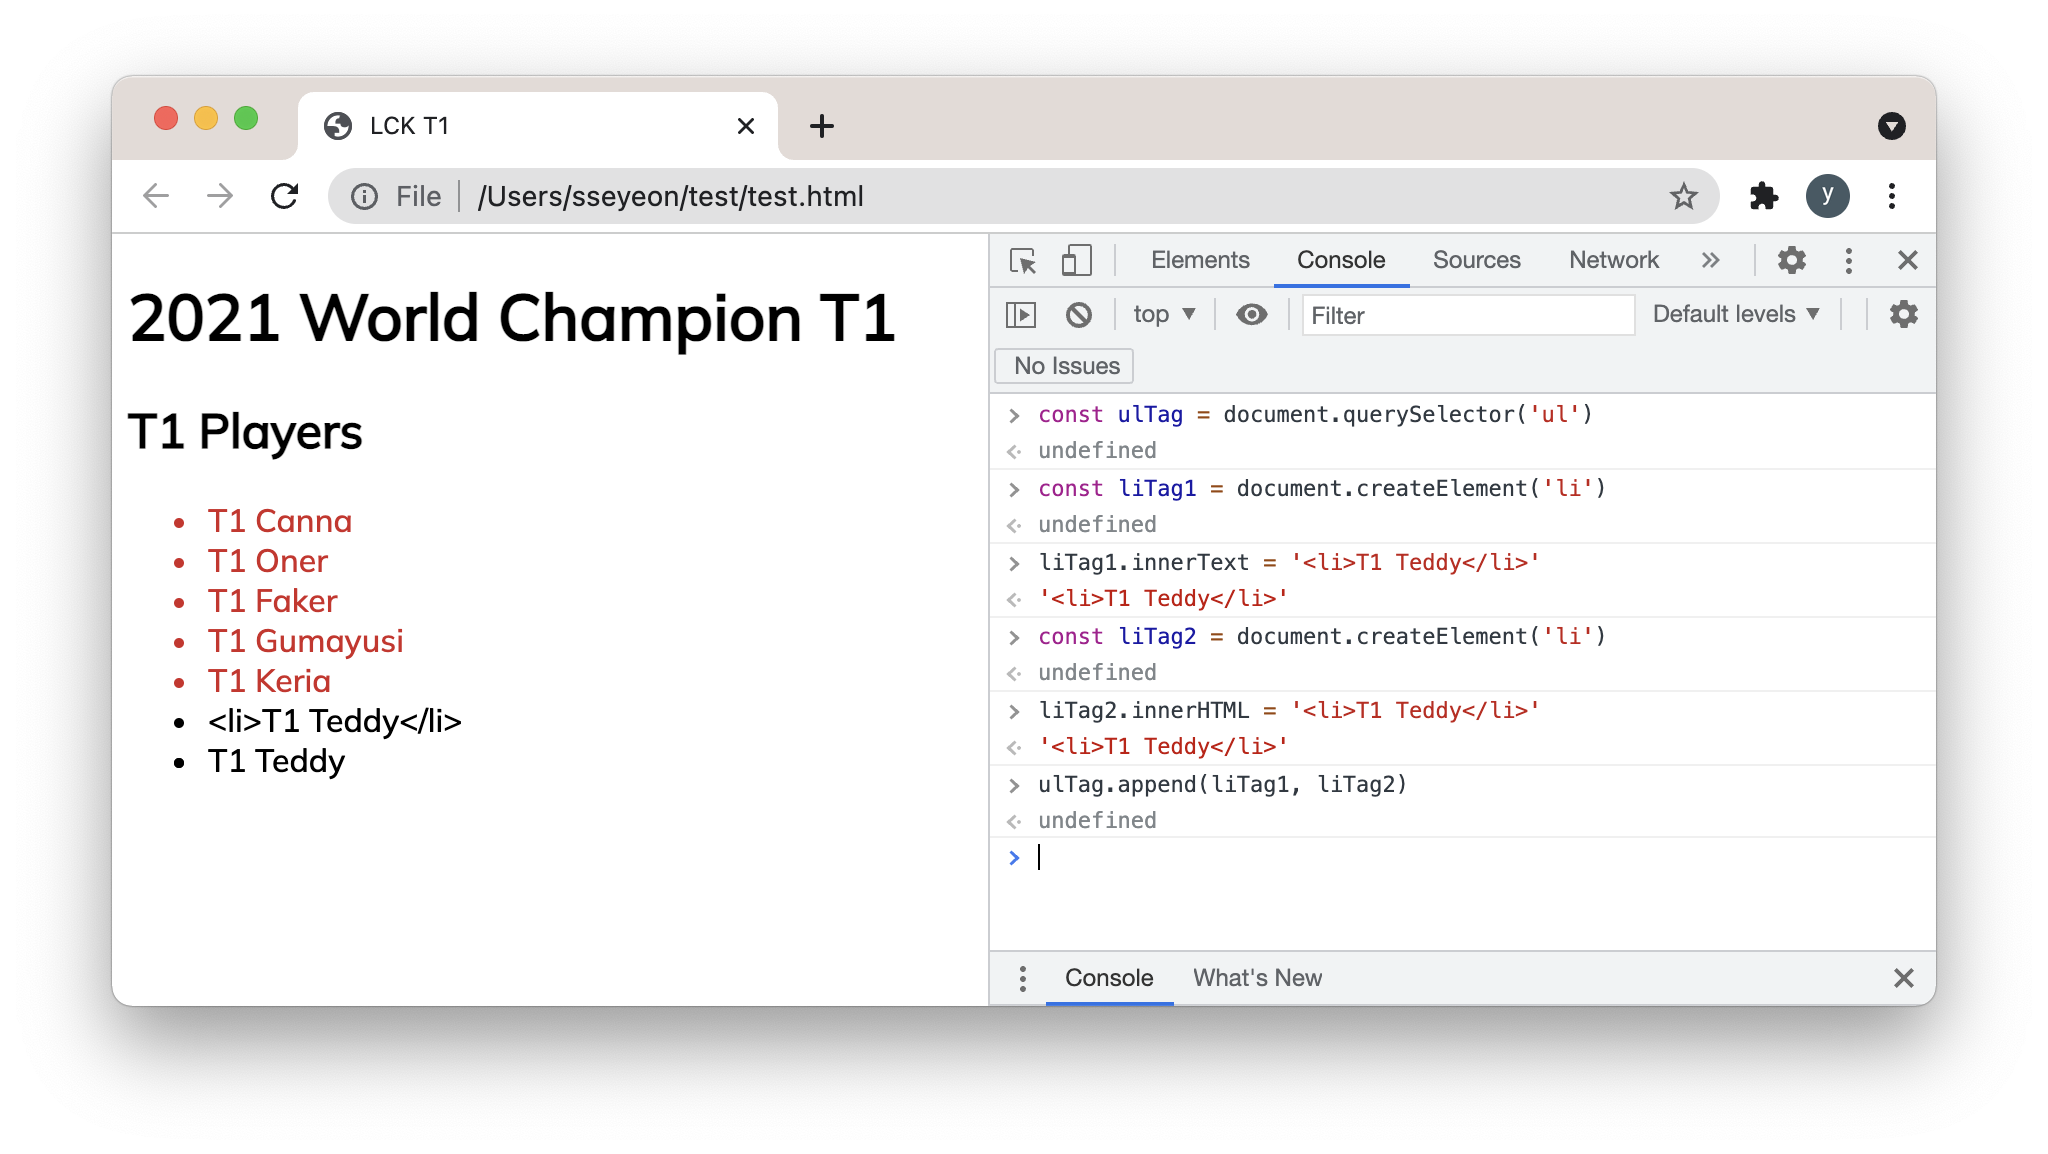 LCK T1
File /Users/sseyeon/test/test.html
y
2021 World Champion T1
T1 Players
• T1 Canna
• T1 Oner
• T1 Faker
• T1 Gumayusi
• T1 Keria
• <li>T1 Teddy</li>
• T1 Teddy
Elements Console Sources Network »
top ▼ Filter Default levels ▼
No Issues
> const ulTag = document.querySelector('ul')
<· undefined
> const liTag1 = document.createElement('li')
<· undefined
> liTag1.innerText = '<li>T1 Teddy</li>'
<· '<li>T1 Teddy</li>'
> const liTag2 = document.createElement('li')
<· undefined
> liTag2.innerHTML = '<li>T1 Teddy</li>'
<· '<li>T1 Teddy</li>'
> ulTag.append(liTag1, liTag2)
<· undefined
>
Console What's New